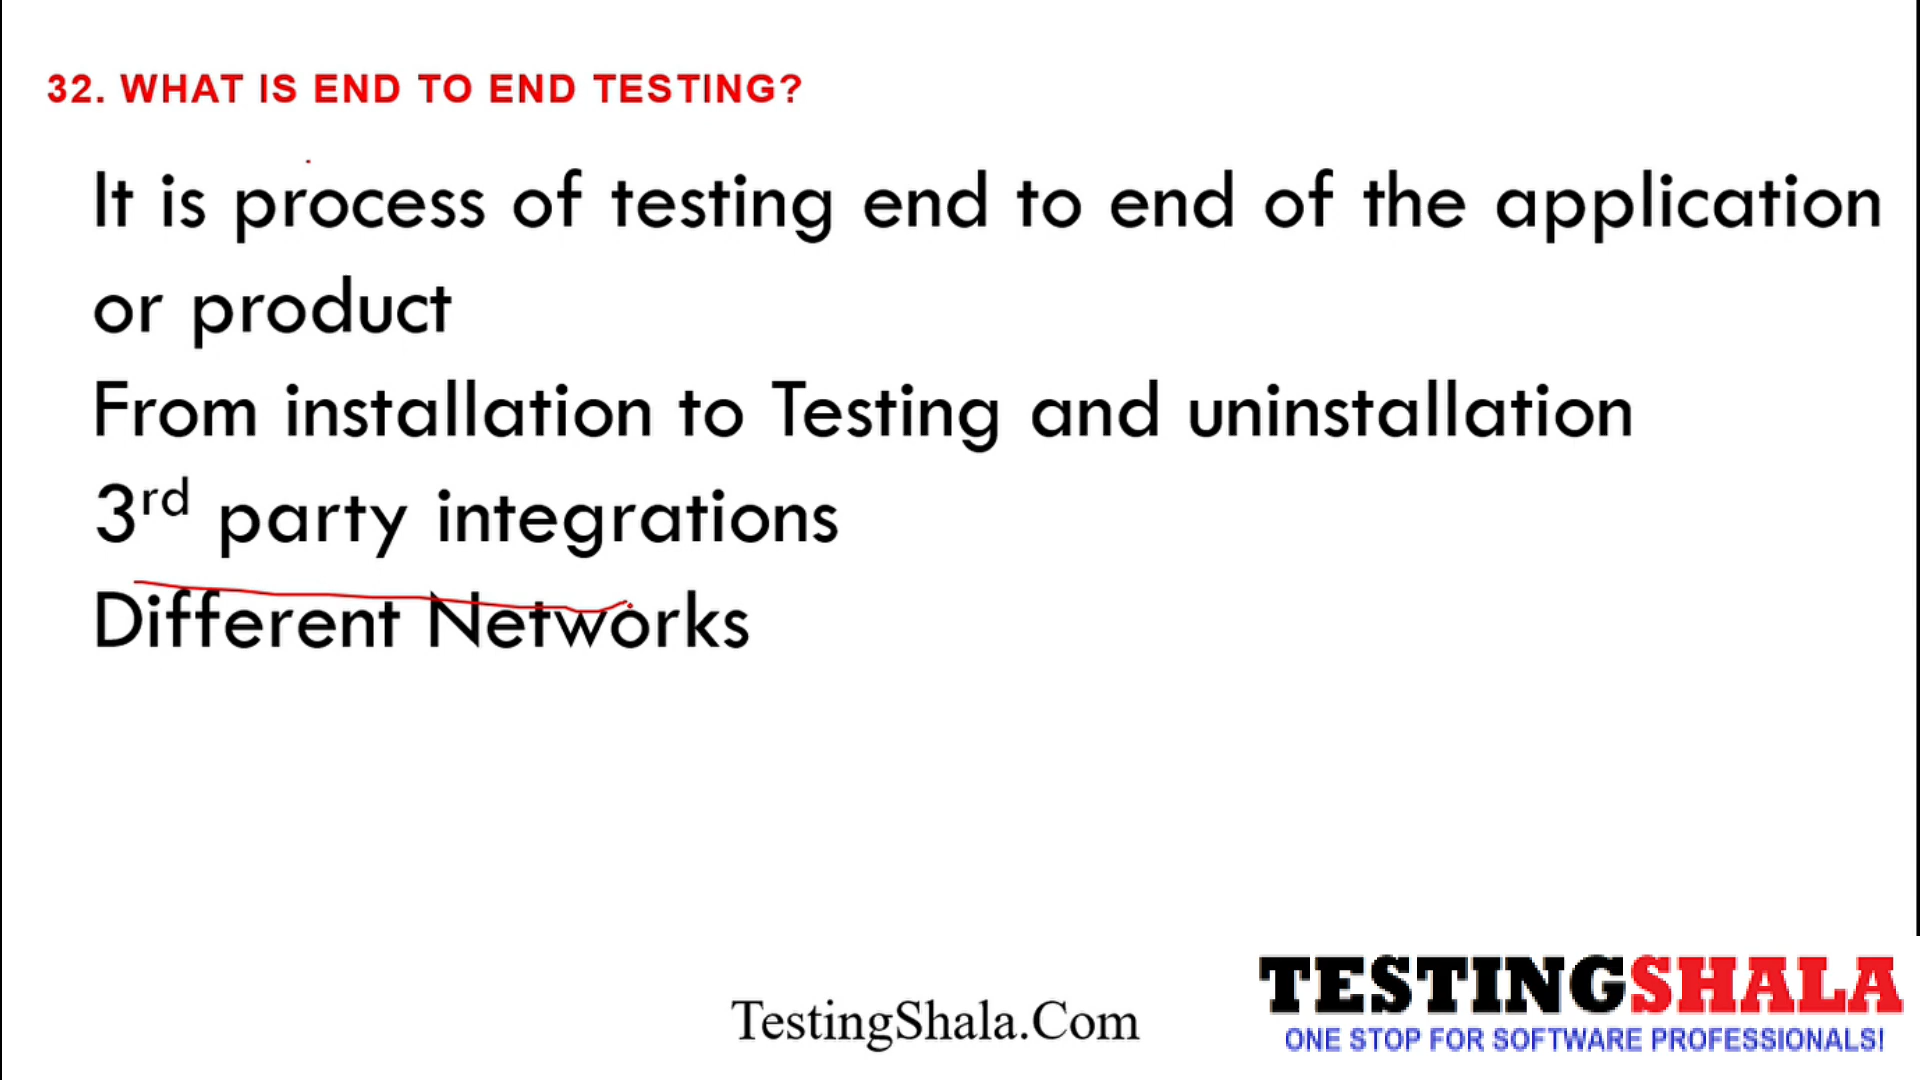 32. WHAT IS END TO END TESTING?
It is process of testing end to end of the application
or product
From installation to Testing and uninstallation
3rd party integrations
Different Networks
TestingShala.Com
TESTINGSHALA
ONE STOP FOR SOFTWARE PROFESSIONALS!